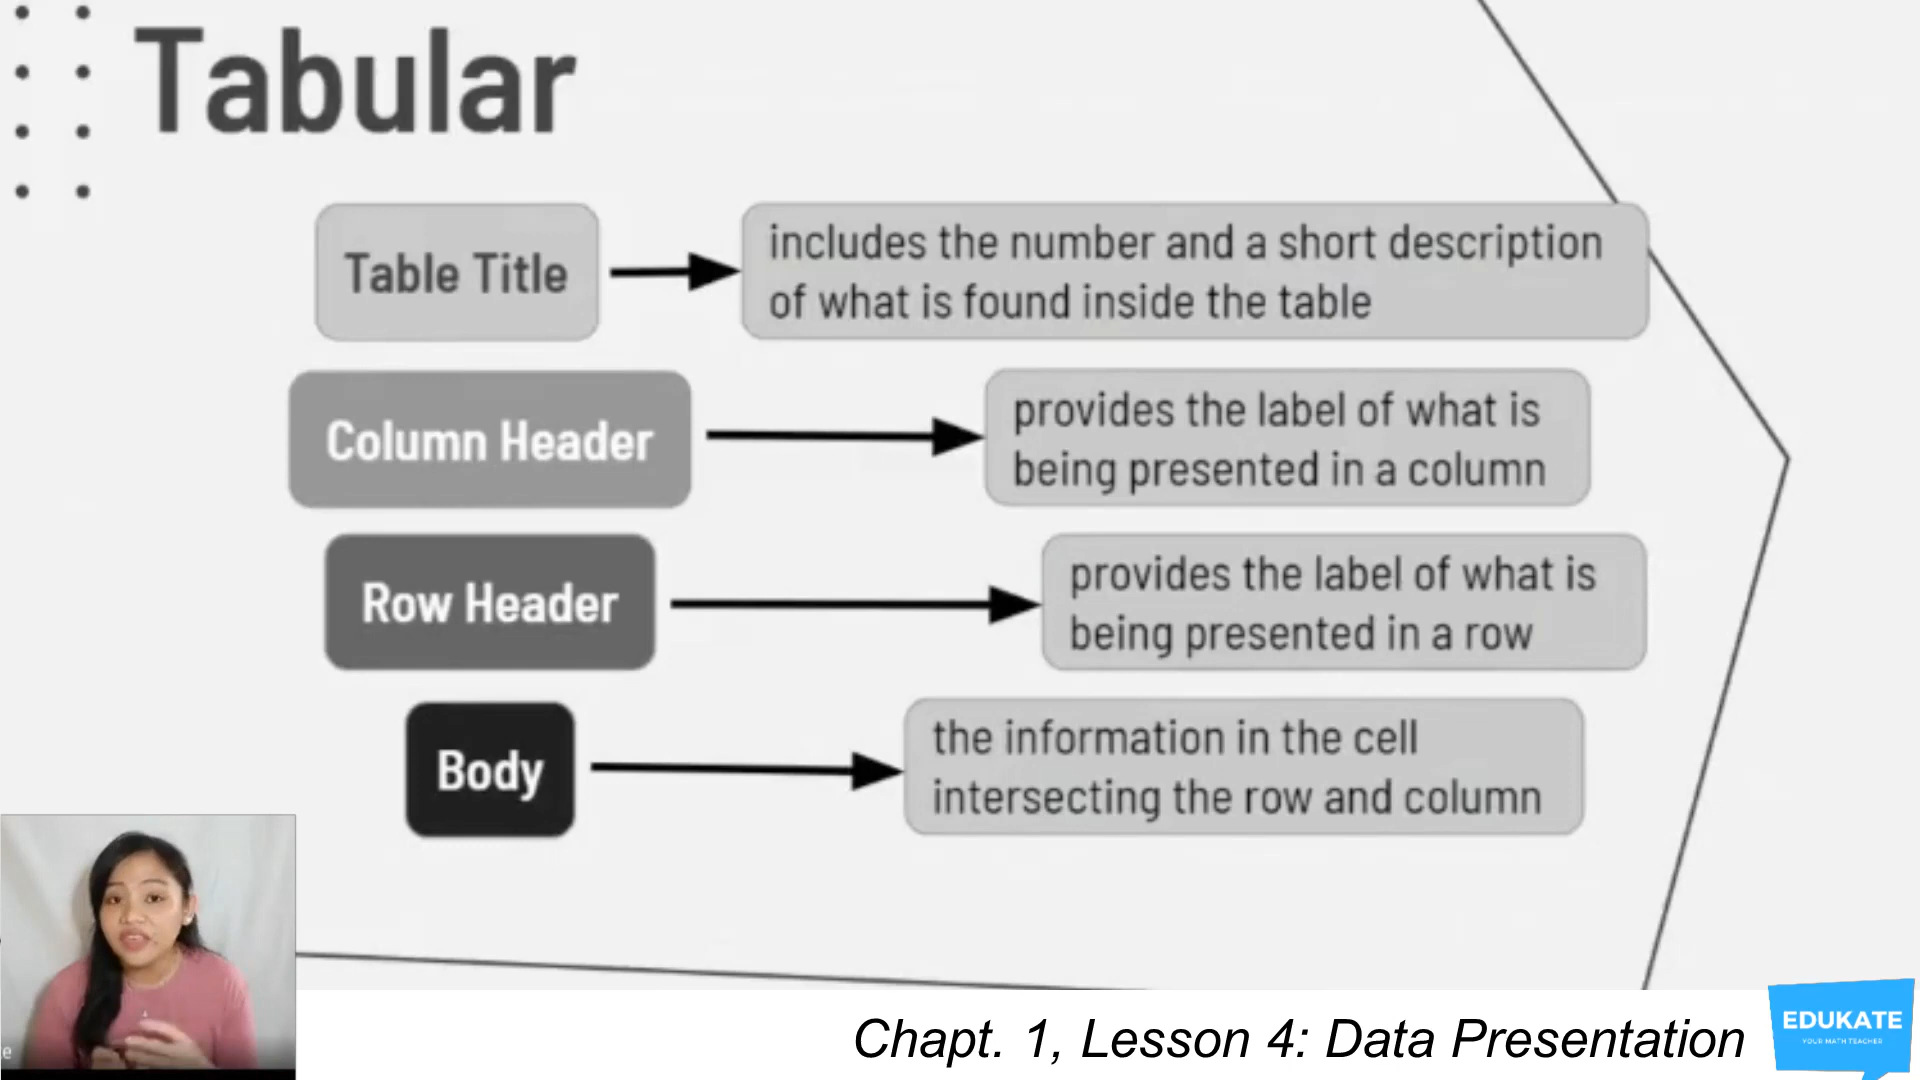 Tabular
Table Title
includes the number and a short description
of what is found inside the table
Column Header
provides the label of what is
being presented in a column
Row Header
provides the label of what is
being presented in a row
Body
the information in the cell
intersecting the row and column
Chapt. 1, Lesson 4: Data Presentation
EDUKATE
YOUR MATH TEACHER